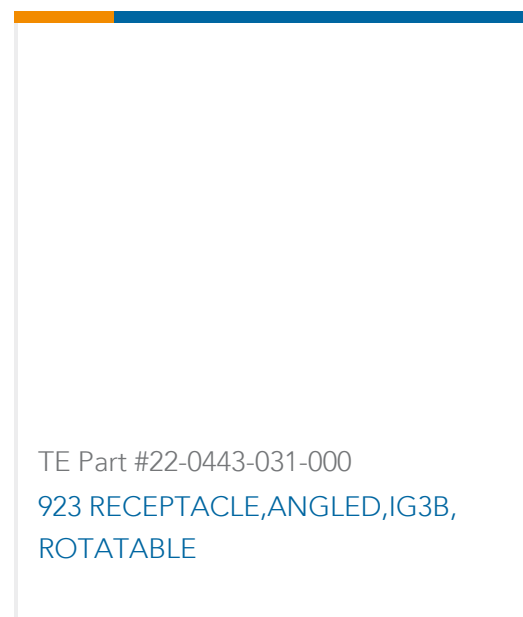 TE Part #22-0443-031-000
923 RECEPTACLE,ANGLED,IG3B,
ROTATABLE